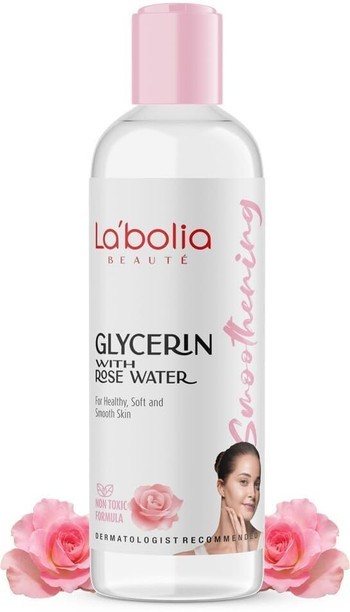 La'bolia
BEAUTÉ
Smoothening
GLYCERIN
WITH
ROSE WATER
For Healthy, Soft and
Smooth Skin
NON TOXIC
FORMULA
DERMATOLOGIST RECOMMENDED